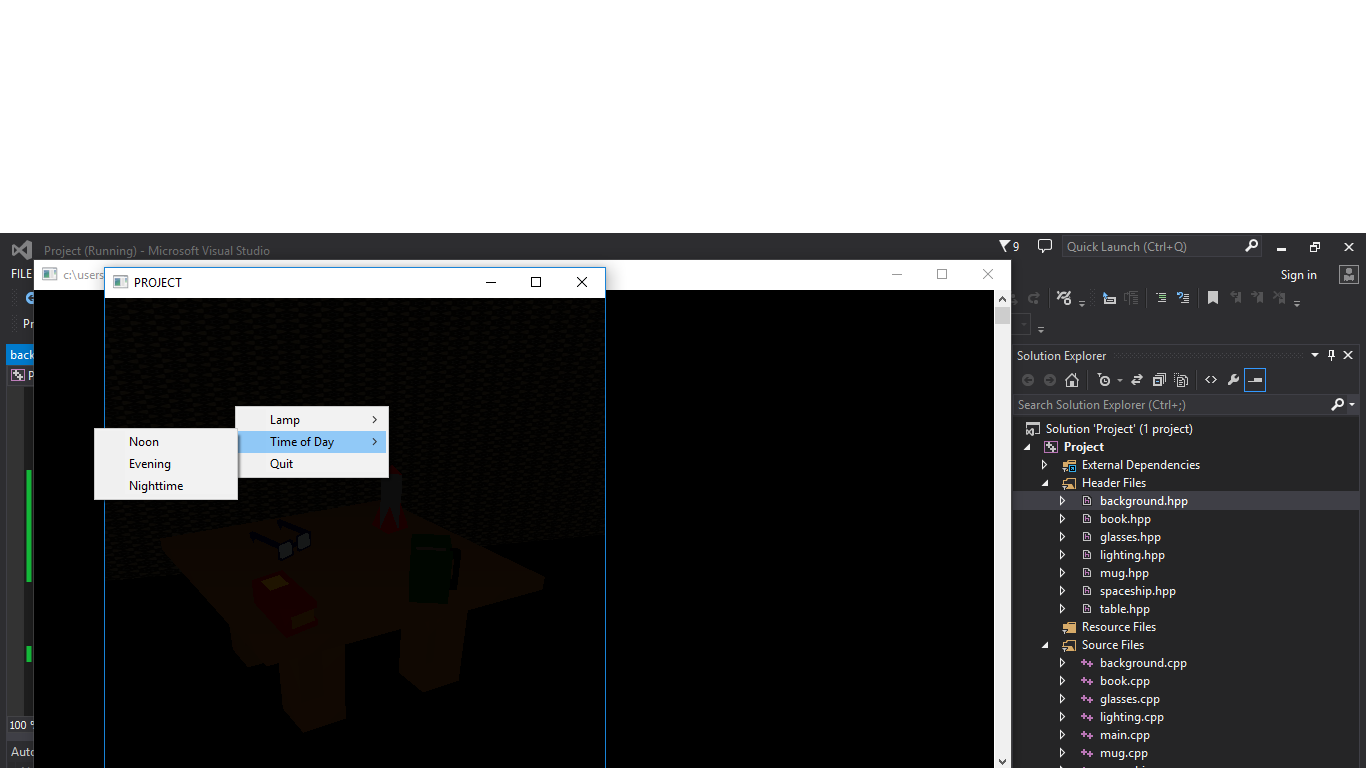 Project (Running) - Microsoft Visual Studio
9
Quick Launch (Ctrl+Q)
FILE
c:\users
PROJECT
Sign in
Pr
back
P
Lamp
Time of Day
Quit
Noon
Evening
Nighttime
100 %
Auto
Solution Explorer
Search Solution Explorer (Ctrl+;)
Solution 'Project' (1 project)
Project
External Dependencies
Header Files
background.hpp
book.hpp
glasses.hpp
lighting.hpp
mug.hpp
spaceship.hpp
table.hpp
Resource Files
Source Files
background.cpp
book.cpp
glasses.cpp
lighting.cpp
main.cpp
mug.cpp